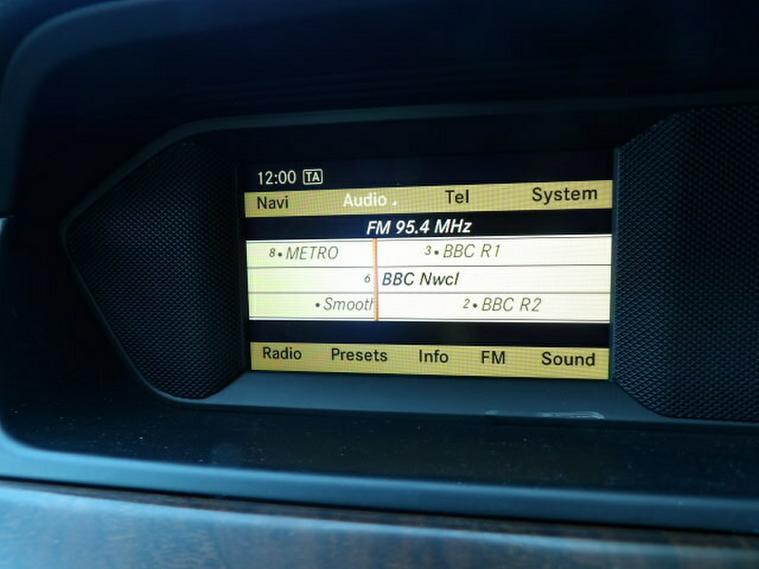 12:00 TA
Navi Audio Tel System
FM 95.4 MHz
8•METRO 3•BBC R1
6 BBC Nwcl
•Smooth 2•BBC R2
Radio Presets Info FM Sound